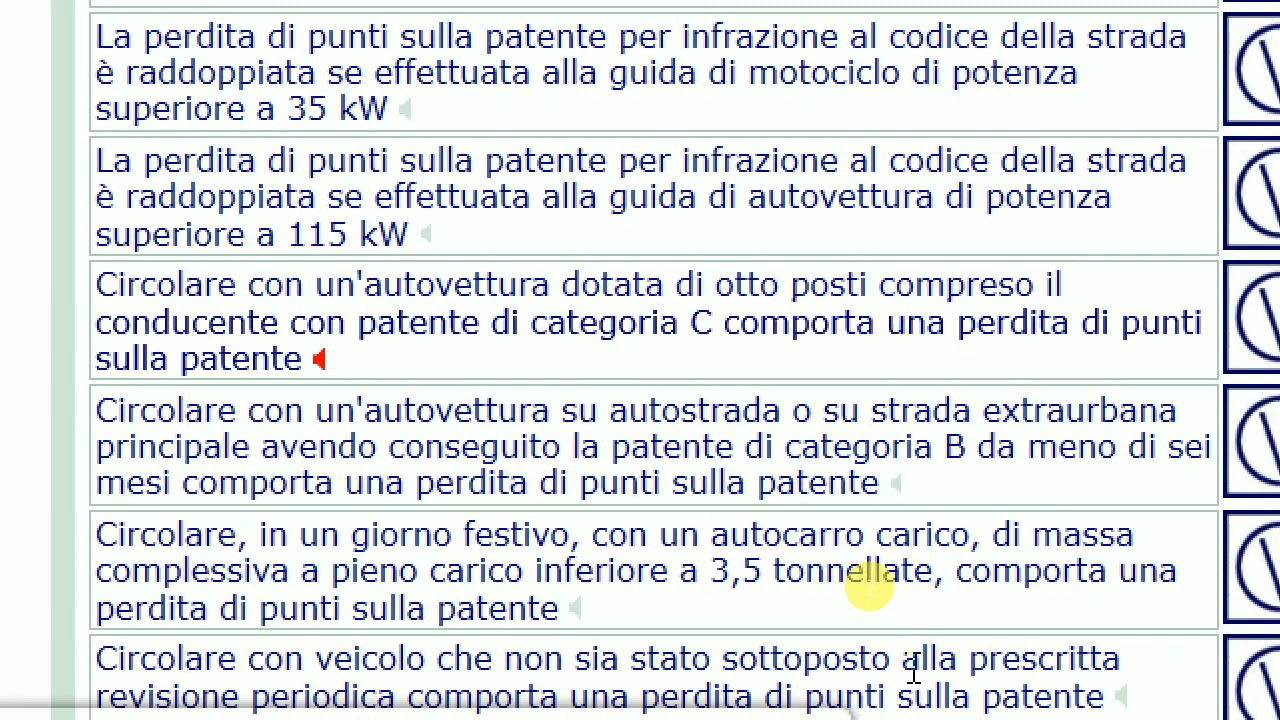 La perdita di punti sulla patente per infrazione al codice della strada
è raddoppiata se effettuata alla guida di motociclo di potenza
superiore a 35 kW
La perdita di punti sulla patente per infrazione al codice della strada
è raddoppiata se effettuata alla guida di autovettura di potenza
superiore a 115 kW
Circolare con un'autovettura dotata di otto posti compreso il
conducente con patente di categoria C comporta una perdita di punti
sulla patente
Circolare con un'autovettura su autostrada o su strada extraurbana
principale avendo conseguito la patente di categoria B da meno di sei
mesi comporta una perdita di punti sulla patente
Circolare, in un giorno festivo, con un autocarro carico, di massa
complessiva a pieno carico inferiore a 3,5 tonnellate, comporta una
perdita di punti sulla patente
Circolare con veicolo che non sia stato sottoposto alla prescritta
revisione periodica comporta una perdita di punti sulla patente